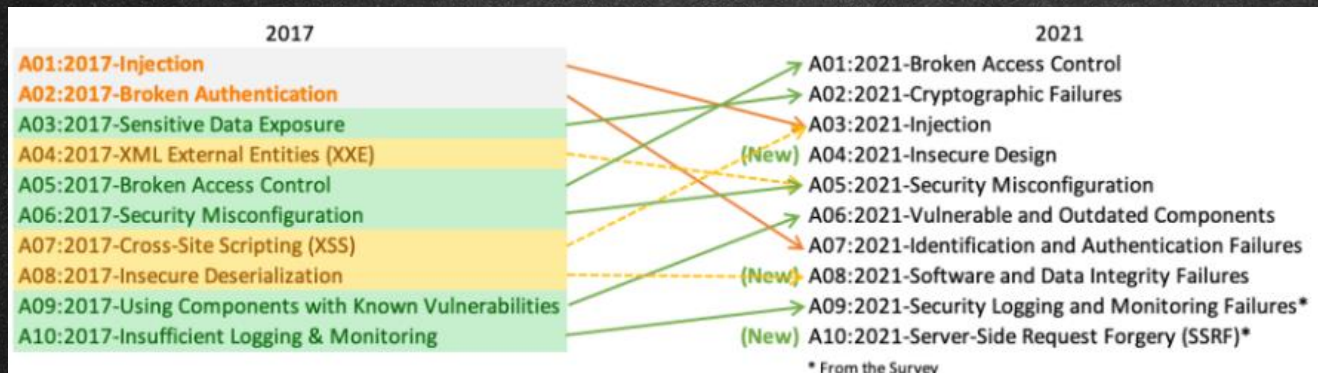 2017
A01:2017-Injection
A02:2017-Broken Authentication
A03:2017-Sensitive Data Exposure
A04:2017-XML External Entities (XXE)
A05:2017-Broken Access Control
A06:2017-Security Misconfiguration
A07:2017-Cross-Site Scripting (XSS)
A08:2017-Insecure Deserialization
A09:2017-Using Components with Known Vulnerabilities
A10:2017-Insufficient Logging & Monitoring
2021
A01:2021-Broken Access Control
A02:2021-Cryptographic Failures
A03:2021-Injection
(New) A04:2021-Insecure Design
A05:2021-Security Misconfiguration
A06:2021-Vulnerable and Outdated Components
A07:2021-Identification and Authentication Failures
(New) A08:2021-Software and Data Integrity Failures
A09:2021-Security Logging and Monitoring Failures*
(New) A10:2021-Server-Side Request Forgery (SSRF)*
* From the Survey